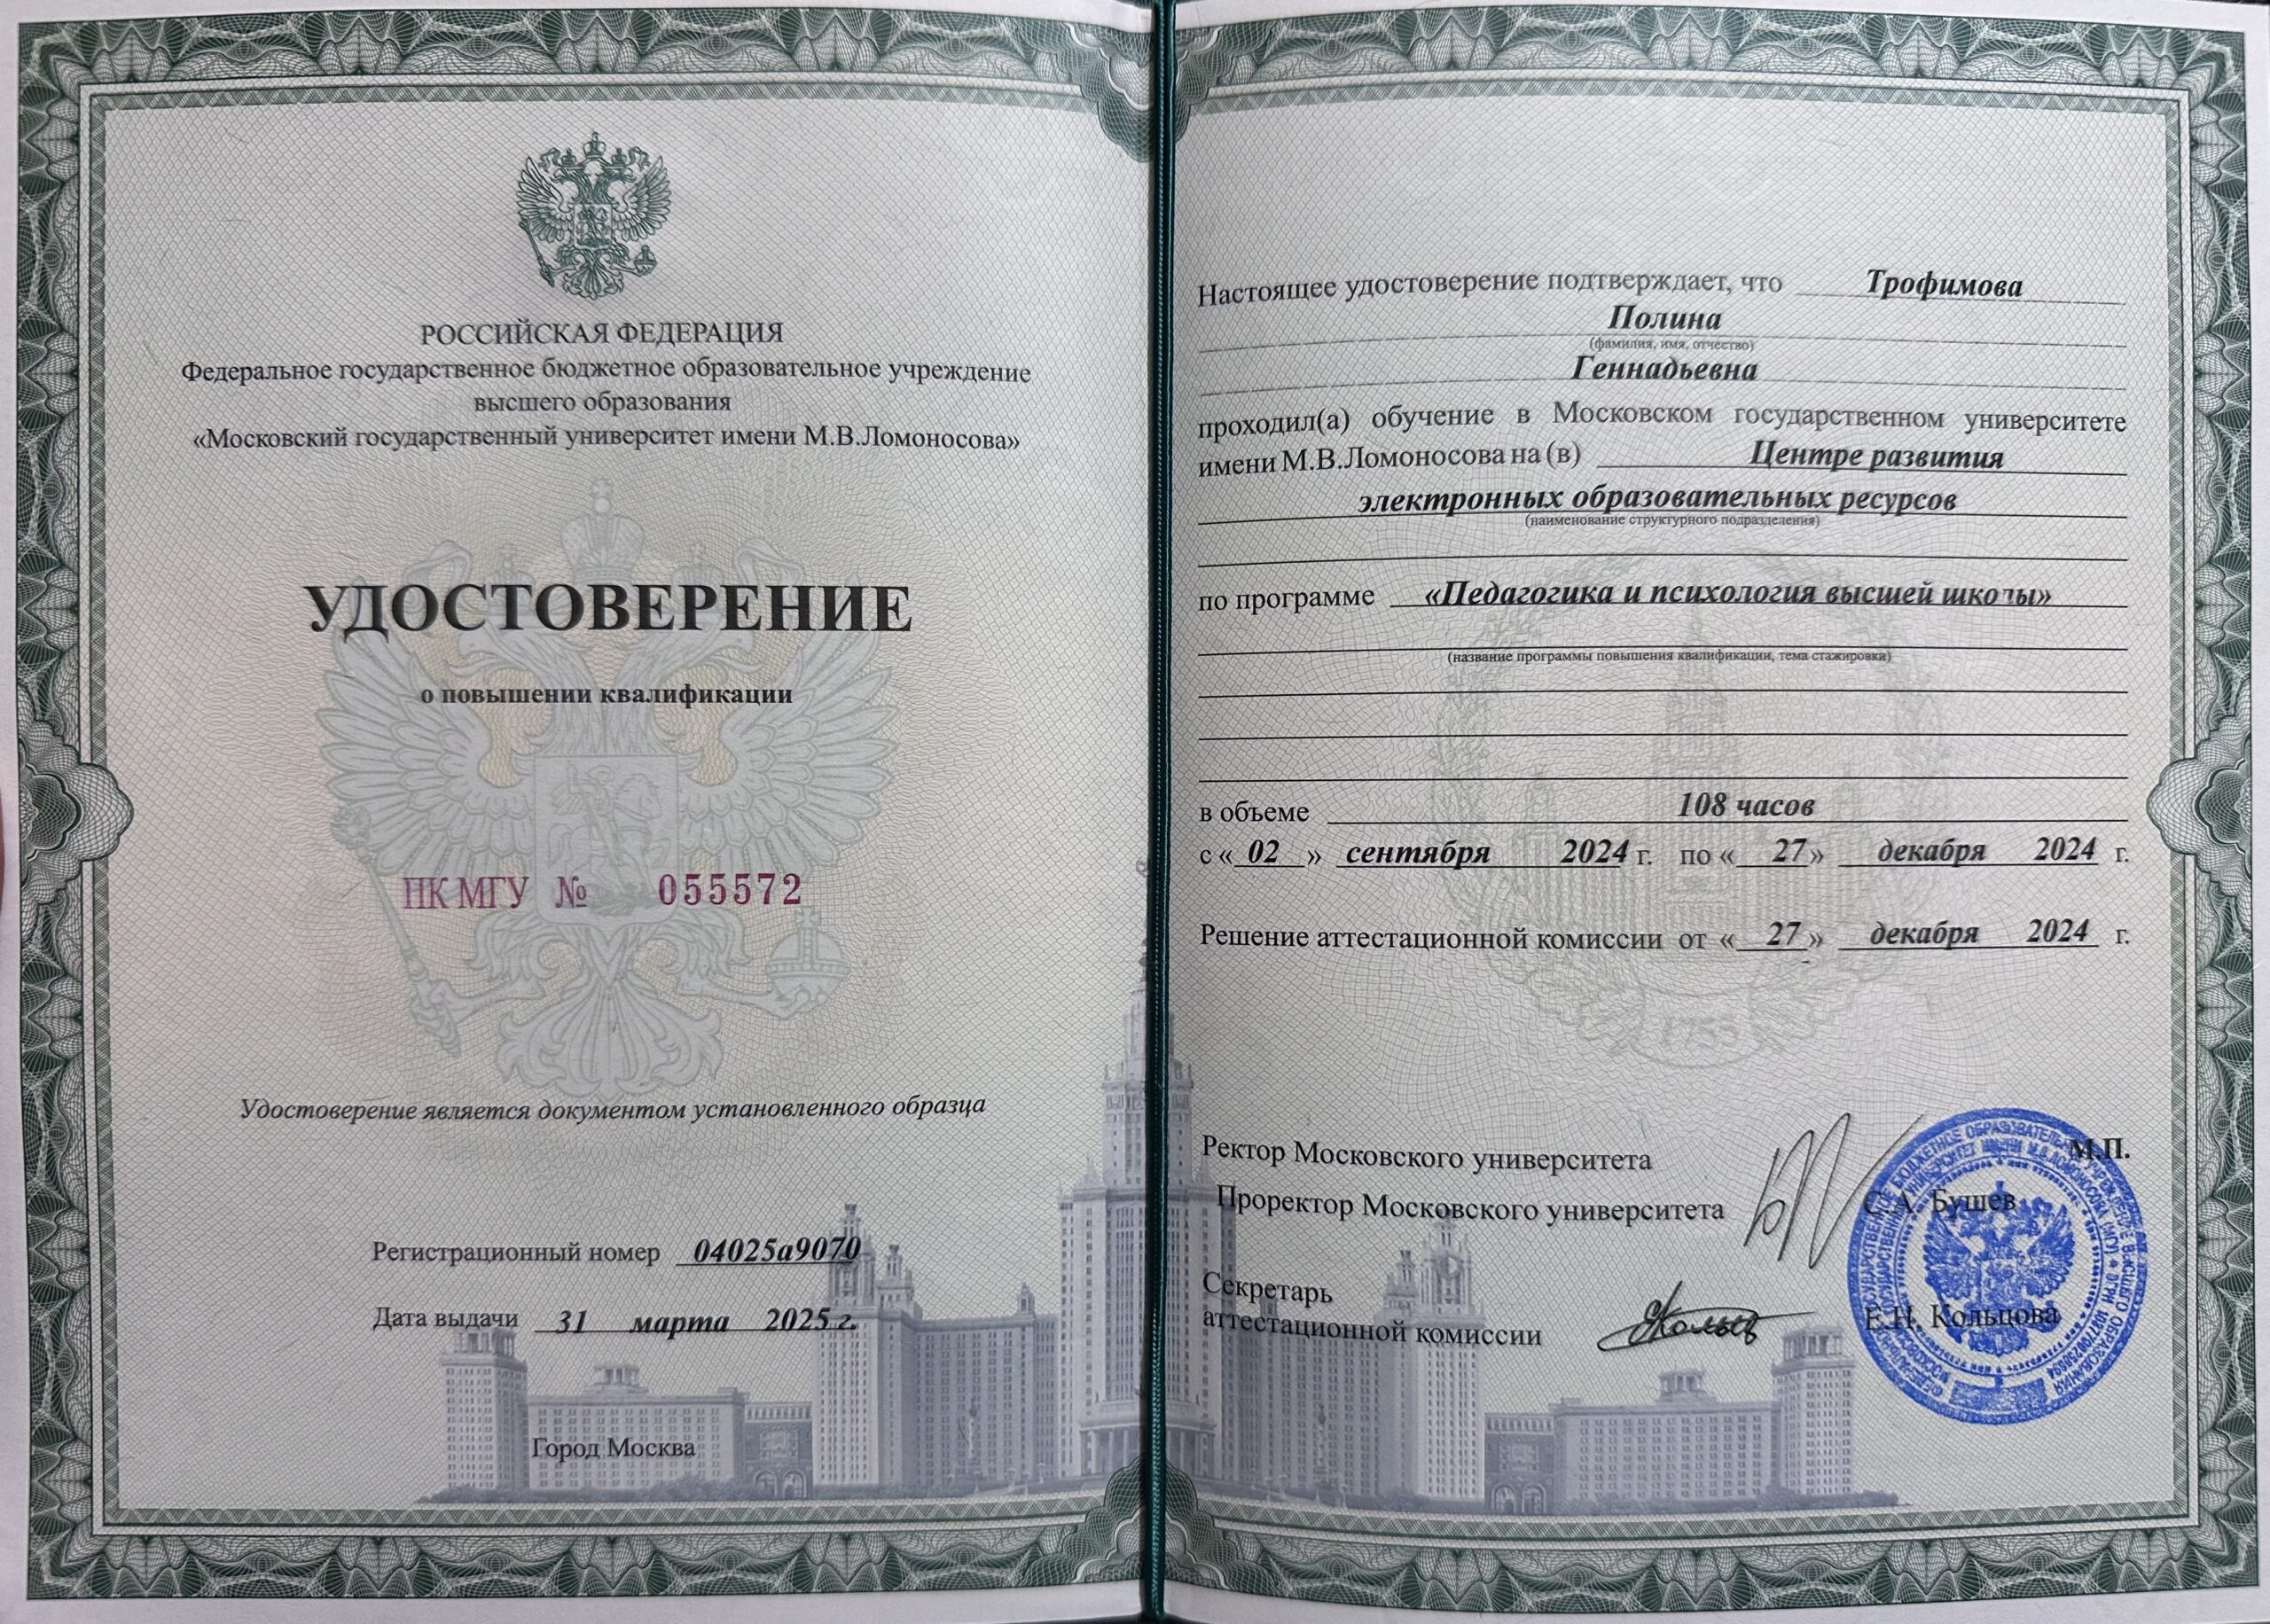 РОССИЙСКАЯ ФЕДЕРАЦИЯ
Федеральное государственное бюджетное образовательное учреждение
высшего образования
«Московский государственный университет имени М.В.Ломоносова»
УДОСТОВЕРЕНИЕ
о повышении квалификации
ПК МГУ № 055572
Удостоверение является документом установленного образца
Регистрационный номер 04025а9070
Дата выдачи 31 марта 2025 г.
Город Москва
Настоящее удостоверение подтверждает, что Трофимова
Полина
(фамилия, имя, отчество)
Геннадьевна
проходил(а) обучение в Московском государственном университете
имени М.В.Ломоносова на (в) Центре развития
электронных образовательных ресурсов
(наименование структурного подразделения)
по программе «Педагогика и психология высшей школы»
(название программы повышения квалификации, тема стажировки)
в объеме 108 часов
с « 02 » сентября 2024 г. по « 27 » декабря 2024 г.
Решение аттестационной комиссии от « 27 » декабря 2024 г.
1755
Ректор Московского университета
М.П.
Проректор Московского университета С.А. Бушев
Секретарь
аттестационной комиссии Е.Н. Кольцова